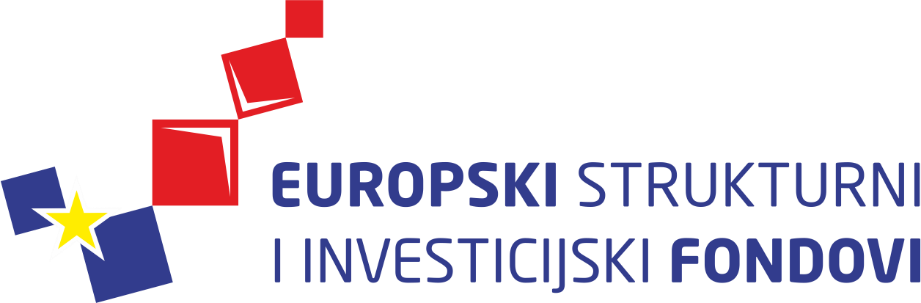 EUROPSKI STRUKTURNI
I INVESTICIJSKI FONDOVI